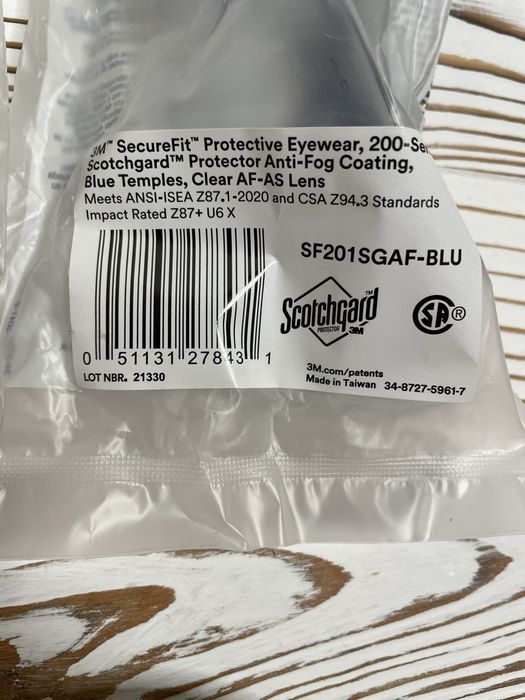 3M™ SecureFit™ Protective Eyewear, 200-Ser
Scotchgard™ Protector Anti-Fog Coating,
Blue Temples, Clear AF-AS Lens
Meets ANSI-ISEA Z87.1-2020 and CSA Z94.3 Standards
Impact Rated Z87+ U6 X
SF201SGAF-BLU
Scotchgard™
PROTECTOR 3M
SA®
0 51131 27843 1
LOT NBR. 21330
3M.com/patents
Made in Taiwan 34-8727-5961-7